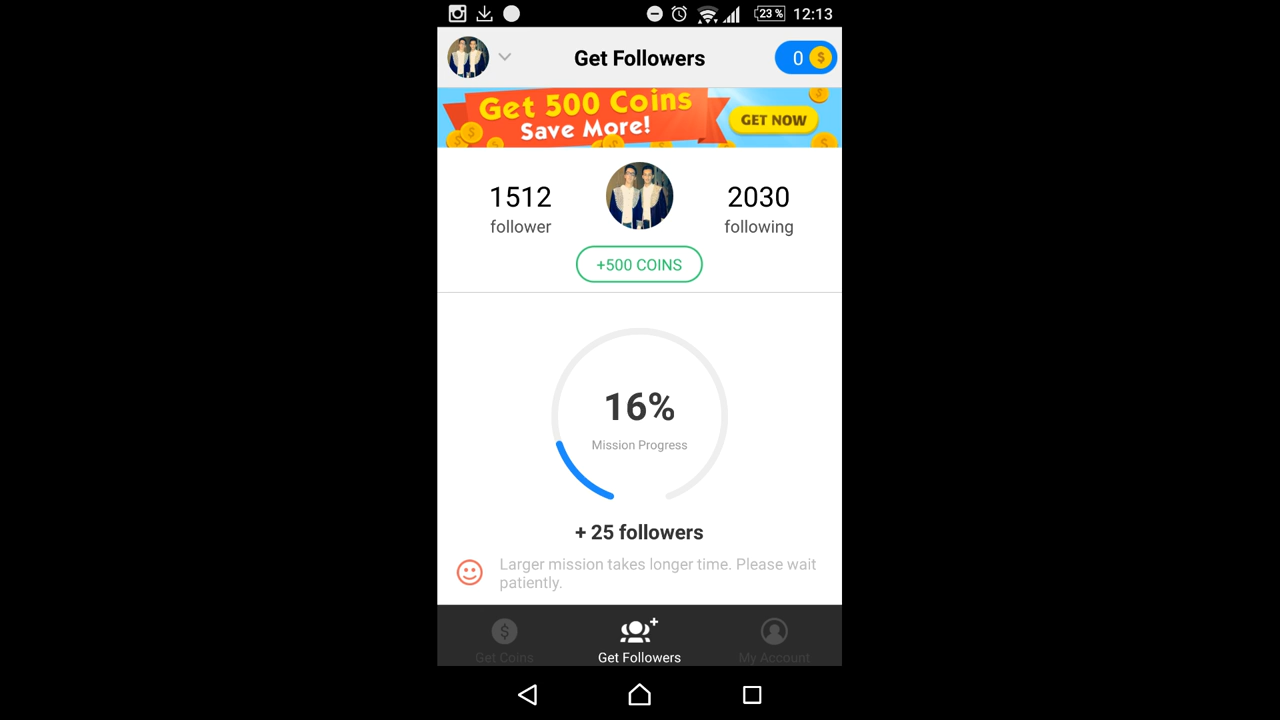 23 %
12:13
Get Followers
0
Get 500 Coins
Save More!
GET NOW
1512
follower
2030
following
+500 COINS
16%
Mission Progress
+ 25 followers
Larger mission takes longer time. Please wait
patiently.
Get Coins
Get Followers
My Account